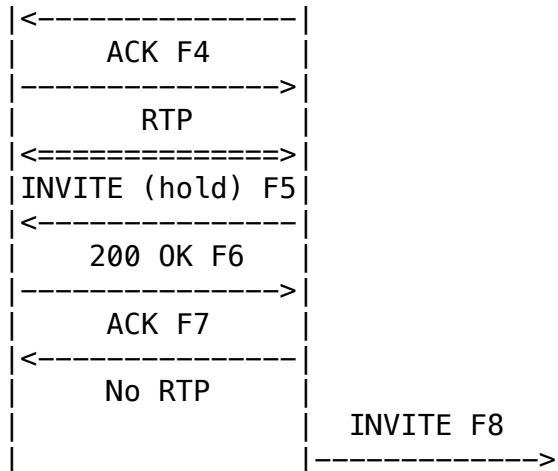 ACK F4
RTP
INVITE (hold) F5
200 OK F6
ACK F7
No RTP
INVITE F8